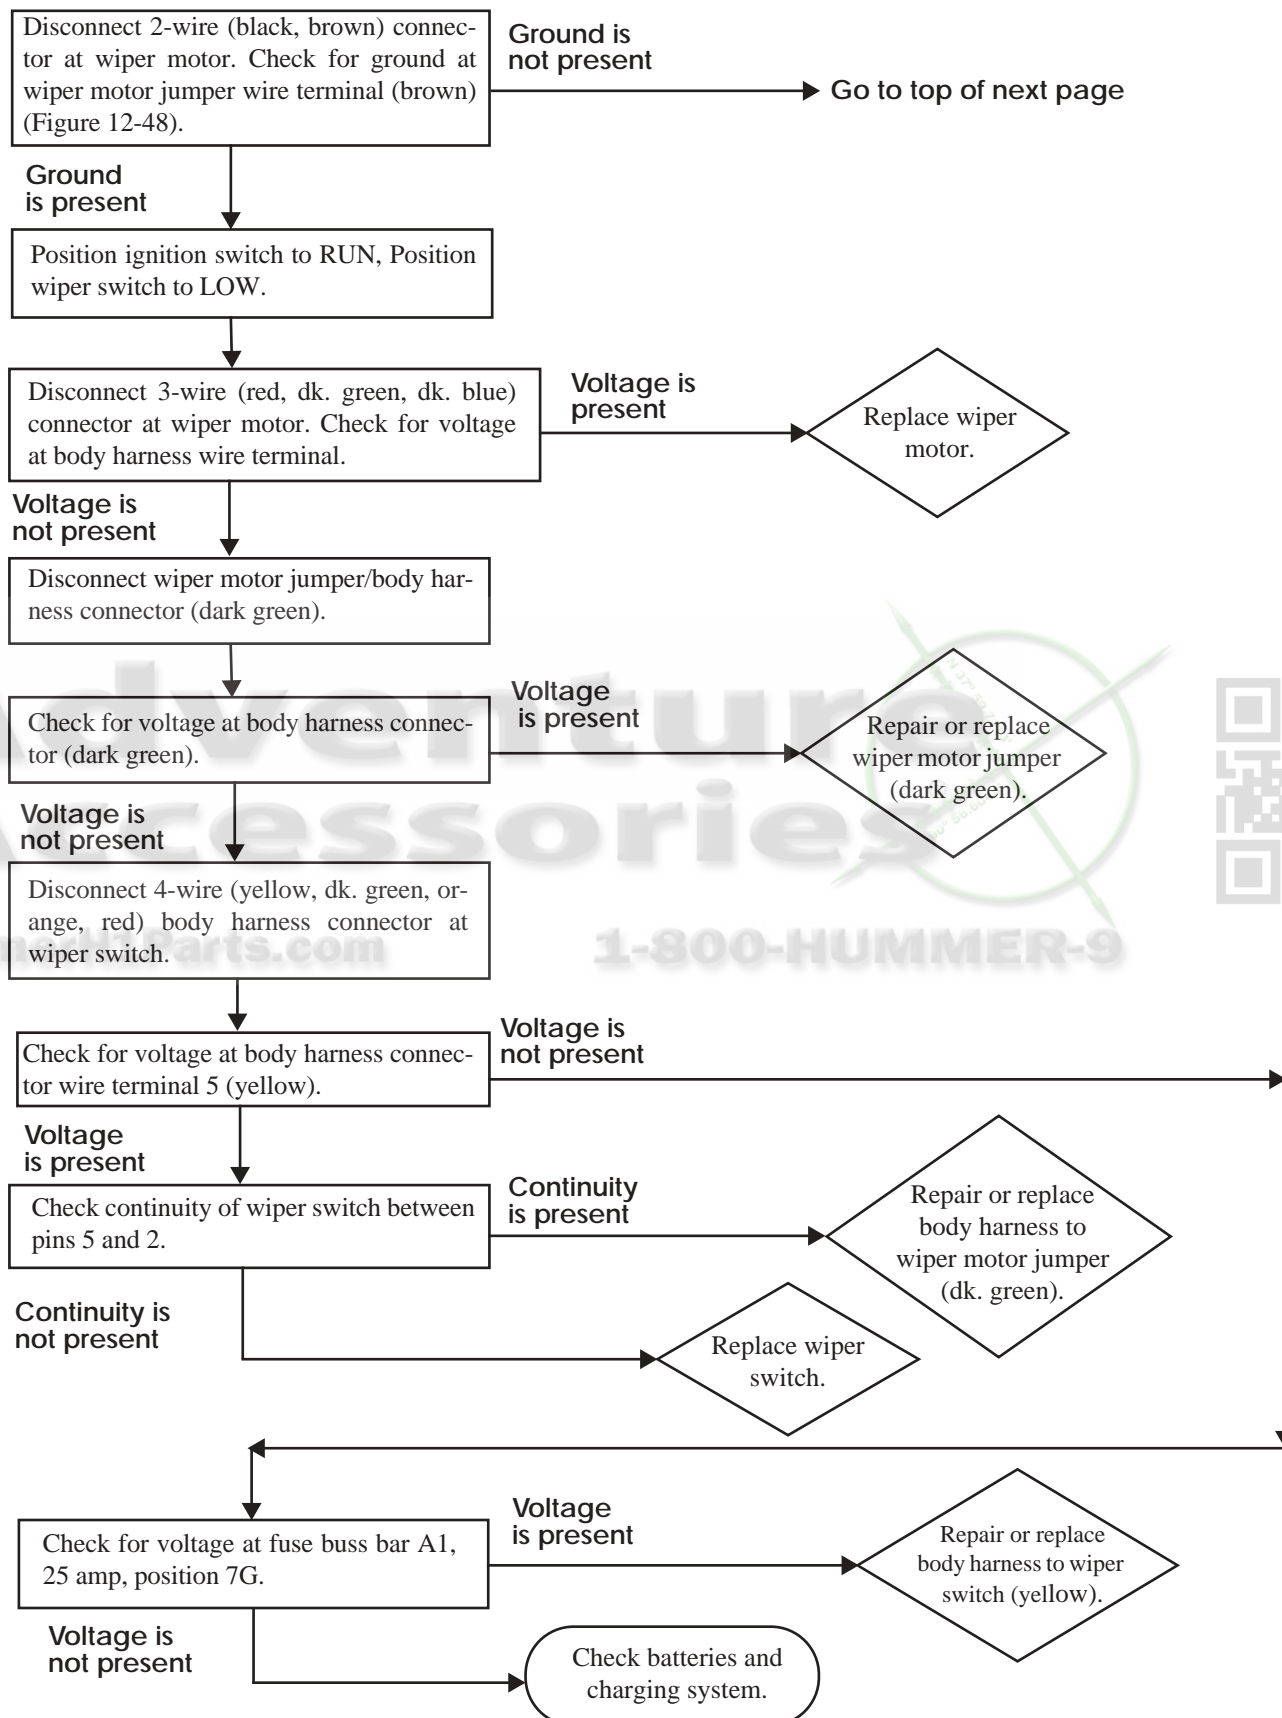 Disconnect 2-wire (black, brown) connec-
tor at wiper motor. Check for ground at
wiper motor jumper wire terminal (brown)
(Figure 12-48).
Ground is
not present
Go to top of next page
Ground
is present
Position ignition switch to RUN, Position
wiper switch to LOW.
Disconnect 3-wire (red, dk. green, dk. blue)
connector at wiper motor. Check for voltage
at body harness wire terminal.
Voltage is
present
Replace wiper
motor.
Voltage is
not present
Disconnect wiper motor jumper/body har-
ness connector (dark green).
Check for voltage at body harness connec-
tor (dark green).
Voltage
is present
Repair or replace
wiper motor jumper
(dark green).
Voltage is
not present
Disconnect 4-wire (yellow, dk. green, or-
ange, red) body harness connector at
wiper switch.
Adventure
Accessories
merH1Parts.com
1-800-HUMMER-9
Check for voltage at body harness connec-
tor wire terminal 5 (yellow).
Voltage is
not present
Voltage
is present
Check continuity of wiper switch between
pins 5 and 2.
Continuity
is present
Repair or replace
body harness to
wiper motor jumper
(dk. green).
Continuity is
not present
Replace wiper
switch.
Check for voltage at fuse buss bar A1,
25 amp, position 7G.
Voltage
is present
Repair or replace
body harness to wiper
switch (yellow).
Voltage is
not present
Check batteries and
charging system.